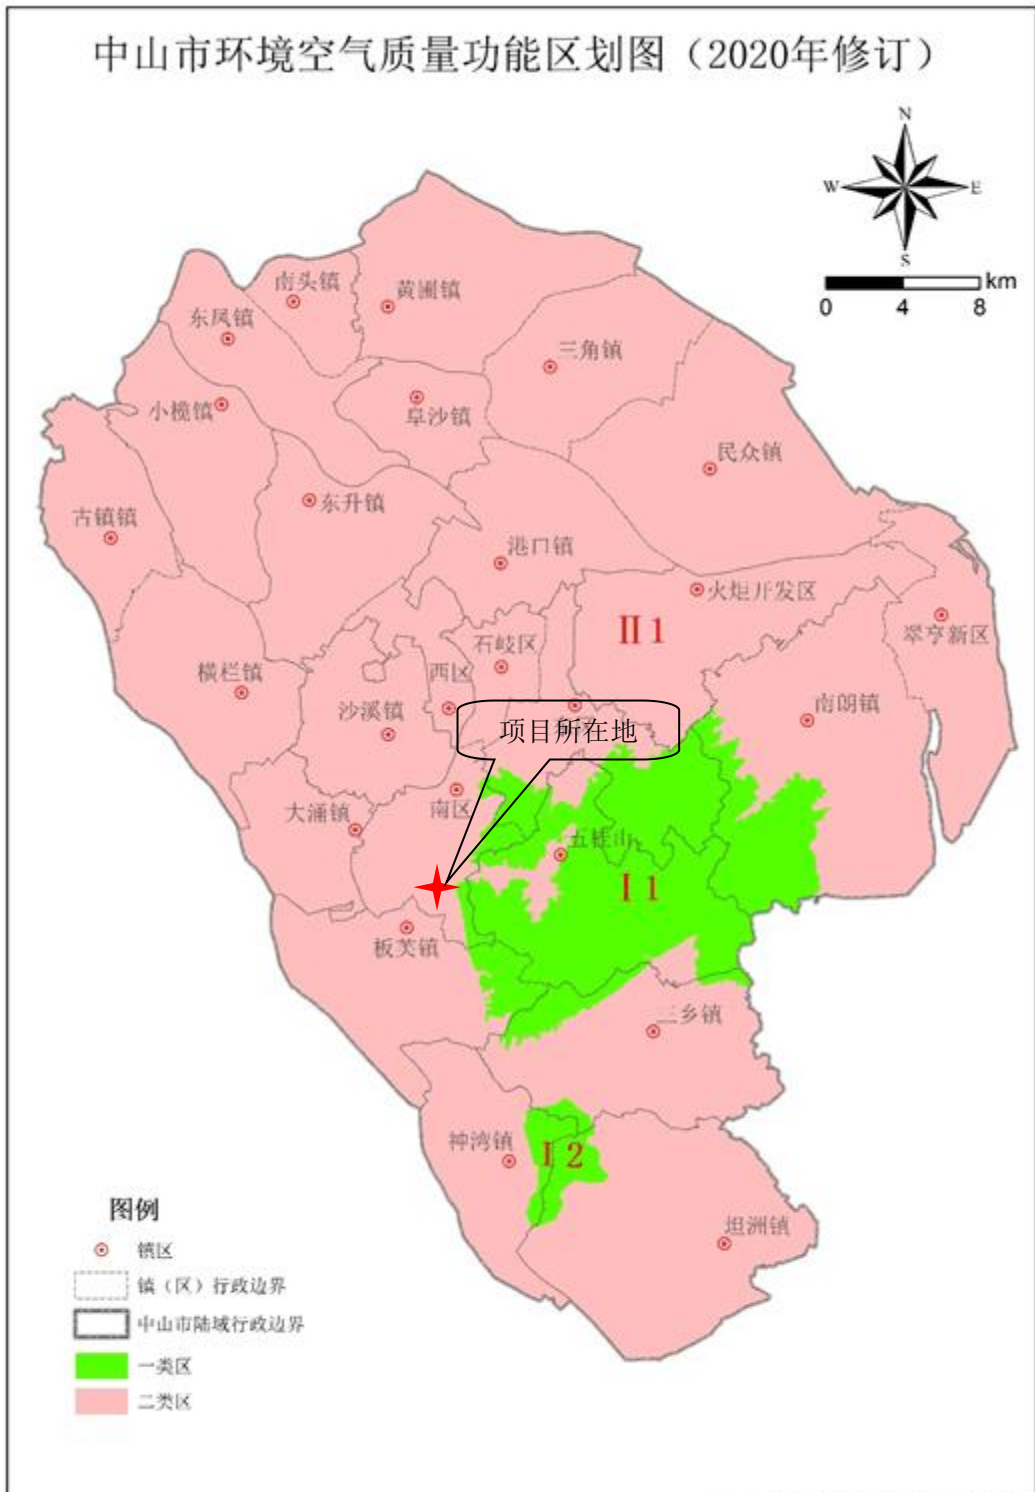 中山市环境空气质量功能区划图（2020年修订）
N
W
E
S
km
0 4 8
南头镇
黄圃镇
东凤镇
三角镇
小榄镇
阜沙镇
民众镇
东升镇
古镇镇
港口镇
火炬开发区
翠亨新区
II 1
石岐区
西区
横栏镇
沙溪镇
南朗镇
项目所在地
南区
大涌镇
五桂山
I 1
板芙镇
三乡镇
神湾镇
I 2
坦洲镇
图例
镇区
镇（区）行政边界
中山市陆域行政边界
一类区
二类区